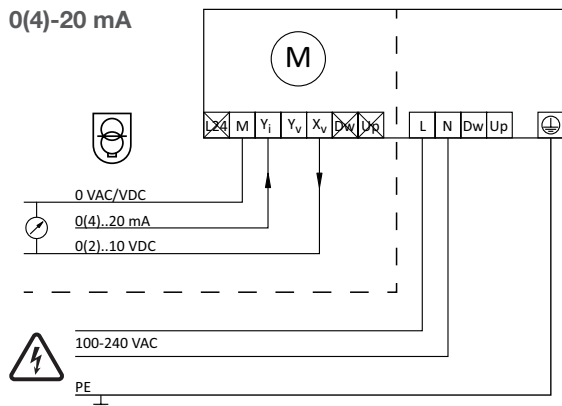 0(4)-20 mA
M
L24 M Yi Yv Xv Dw Up L N Dw Up
0 VAC/VDC
0(4)..20 mA
0(2)..10 VDC
100-240 VAC
PE